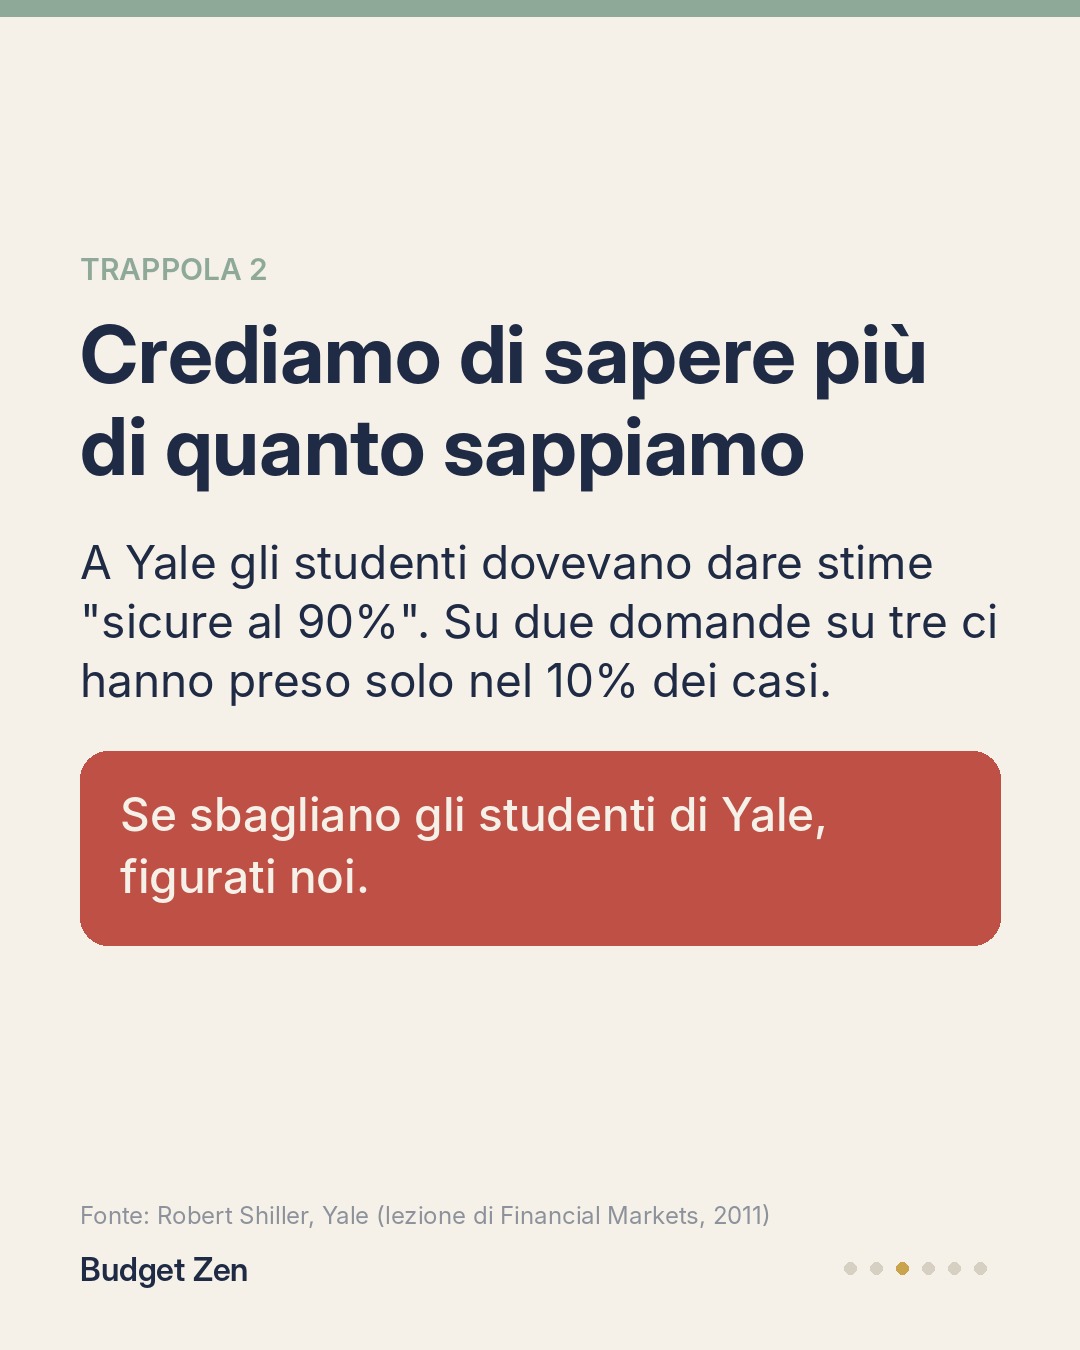 TRAPPOLA 2
Crediamo di sapere più
di quanto sappiamo
A Yale gli studenti dovevano dare stime
"sicure al 90%". Su due domande su tre ci
hanno preso solo nel 10% dei casi.
Se sbagliano gli studenti di Yale,
figurati noi.
Fonte: Robert Shiller, Yale (lezione di Financial Markets, 2011)
Budget Zen